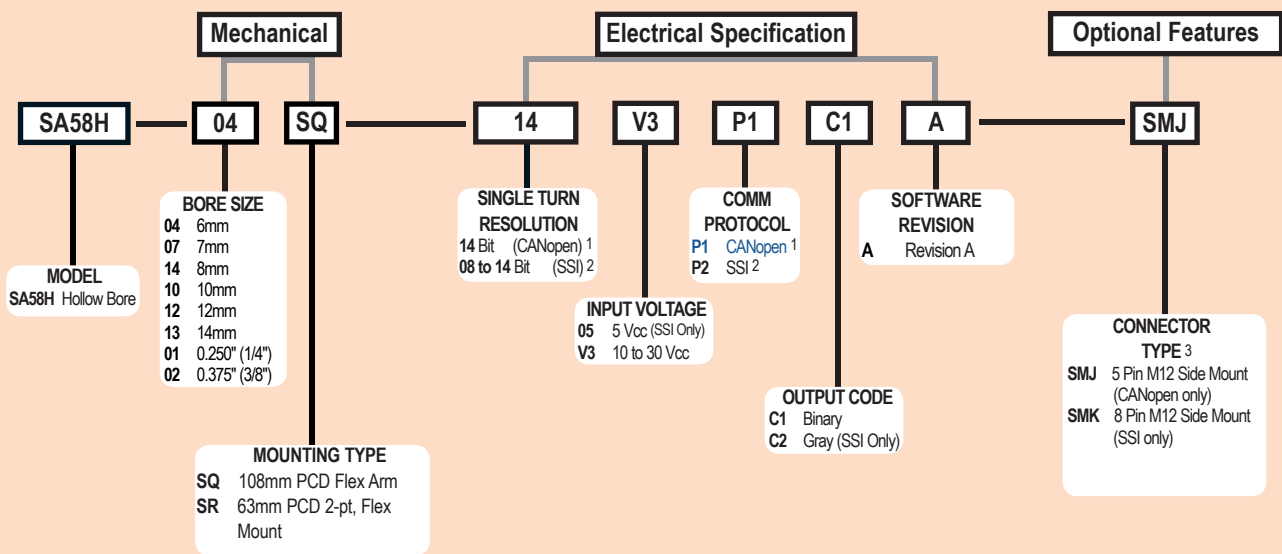 Mechanical
Electrical Specification
Optional Features
SA58H
04
SQ
14
V3
P1
C1
A
SMJ
MODEL
SA58H Hollow Bore
BORE SIZE
04 6mm
07 7mm
14 8mm
10 10mm
12 12mm
13 14mm
01 0.250" (1/4")
02 0.375" (3/8")
MOUNTING TYPE
SQ 108mm PCD Flex Arm
SR 63mm PCD 2-pt, Flex
Mount
SINGLE TURN
RESOLUTION
14 Bit (CANopen) 1
08 to 14 Bit (SSI) 2
INPUT VOLTAGE
05 5 Vcc (SSI Only)
V3 10 to 30 Vcc
COMM
PROTOCOL
P1 CANopen 1
P2 SSI 2
OUTPUT CODE
C1 Binary
C2 Gray (SSI Only)
SOFTWARE
REVISION
A Revision A
CONNECTOR
TYPE 3
SMJ 5 Pin M12 Side Mount
(CANopen only)
SMK 8 Pin M12 Side Mount
(SSI only)